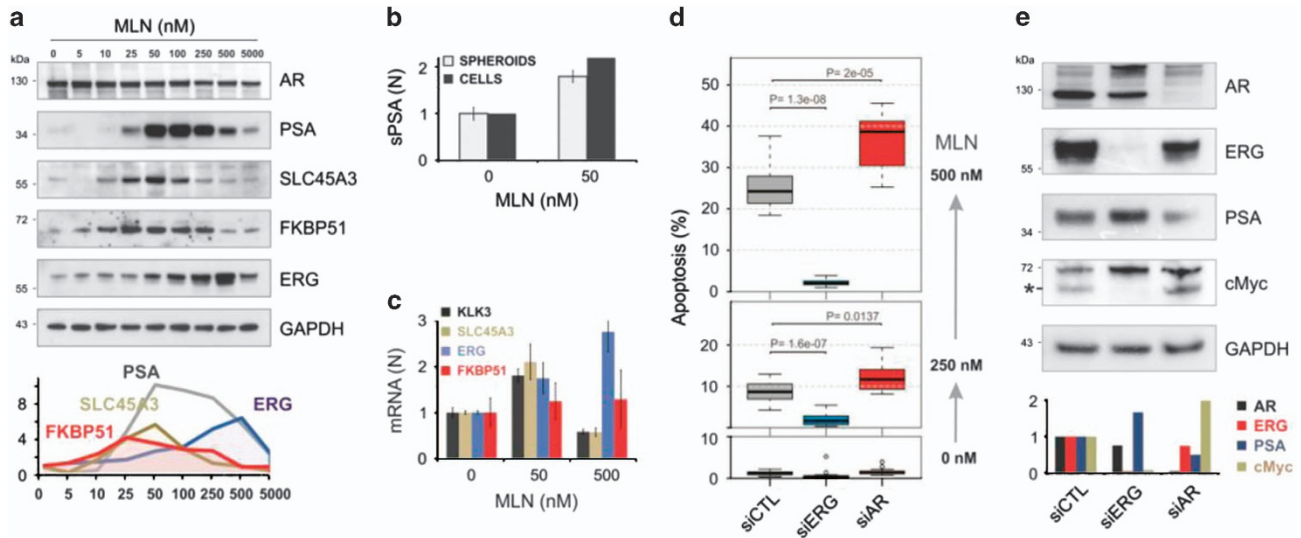 a
MLN (nM)
kDa
0 5 10 25 50 100 250 500 5000
130
AR
34
PSA
55
SLC45A3
72
FKBP51
55
ERG
43
GAPDH
PSA
SLC45A3
ERG
FKBP51
8
4
2
0
0 5 10 25 50 100 250 500 5000
b
SPHEROIDS
CELLS
sPSA (N)
2
1
0
0 50
MLN (nM)
c
KLK3
SLC45A3
ERG
FKBP51
mRNA (N)
3
2
1
0
0 50 500
MLN (nM)
d
Apoptosis (%)
50
40
30
20
10
0
P= 2e-05
P= 1.3e-08
20
10
0
P= 0.0137
P= 1.6e-07
10
0
siCTL siERG siAR
MLN
500 nM
250 nM
0 nM
e
kDa
130
AR
55
ERG
34
PSA
72
*
cMyc
43
GAPDH
2
1
0
AR
ERG
PSA
cMyc
siCTL siERG siAR